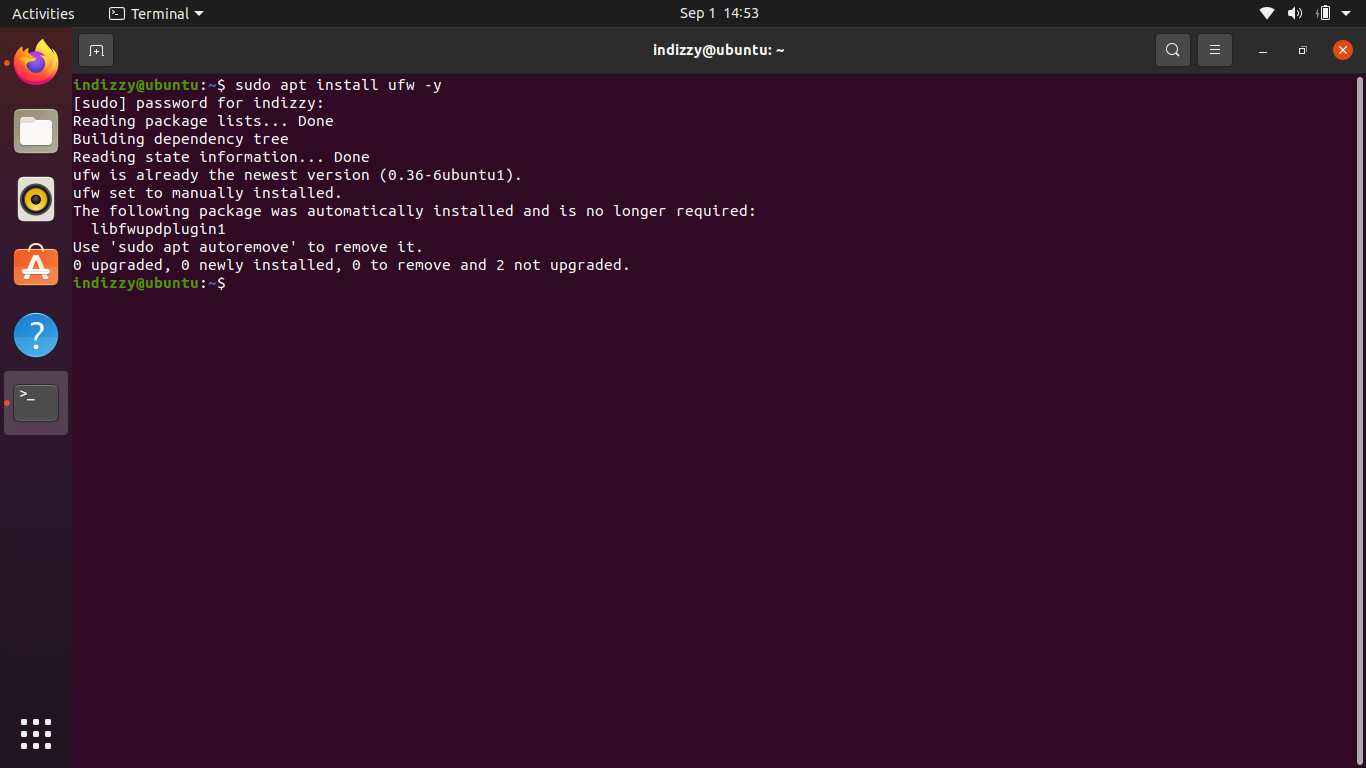 Activities
Terminal
Sep 1 14:53
indizzy@ubuntu: ~
indizzy@ubuntu:~$ sudo apt install ufw -y
[sudo] password for indizzy:
Reading package lists... Done
Building dependency tree
Reading state information... Done
ufw is already the newest version (0.36-6ubuntu1).
ufw set to manually installed.
The following package was automatically installed and is no longer required:
  libfwupdplugin1
Use 'sudo apt autoremove' to remove it.
0 upgraded, 0 newly installed, 0 to remove and 2 not upgraded.
indizzy@ubuntu:~$